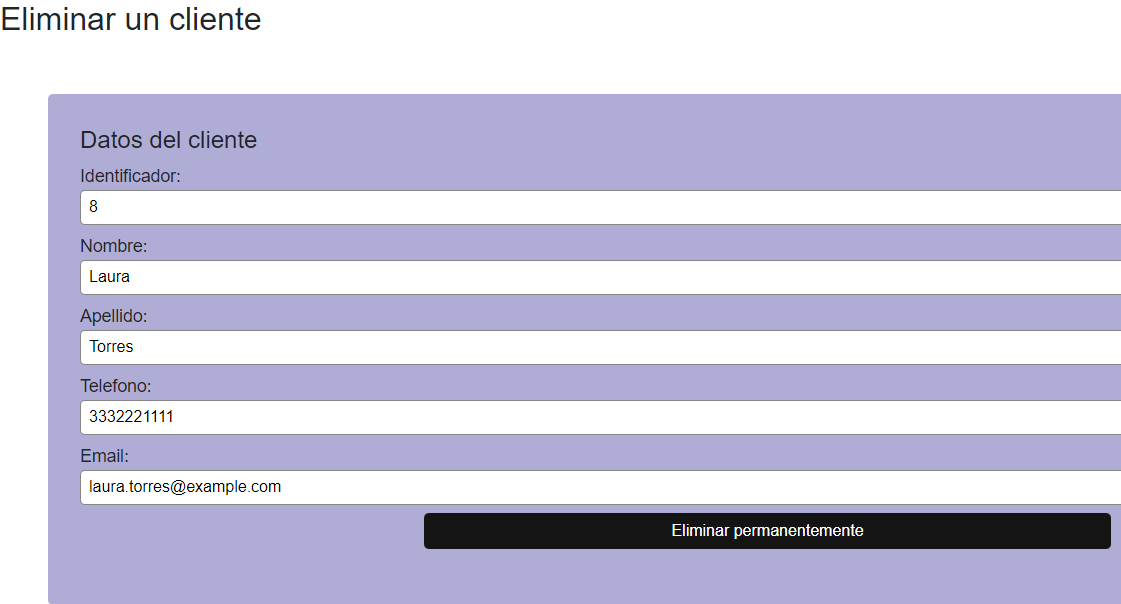 Eliminar un cliente
Datos del cliente
Identificador:
8
Nombre:
Laura
Apellido:
Torres
Telefono:
3332221111
Email:
laura.torres@example.com
Eliminar permanentemente